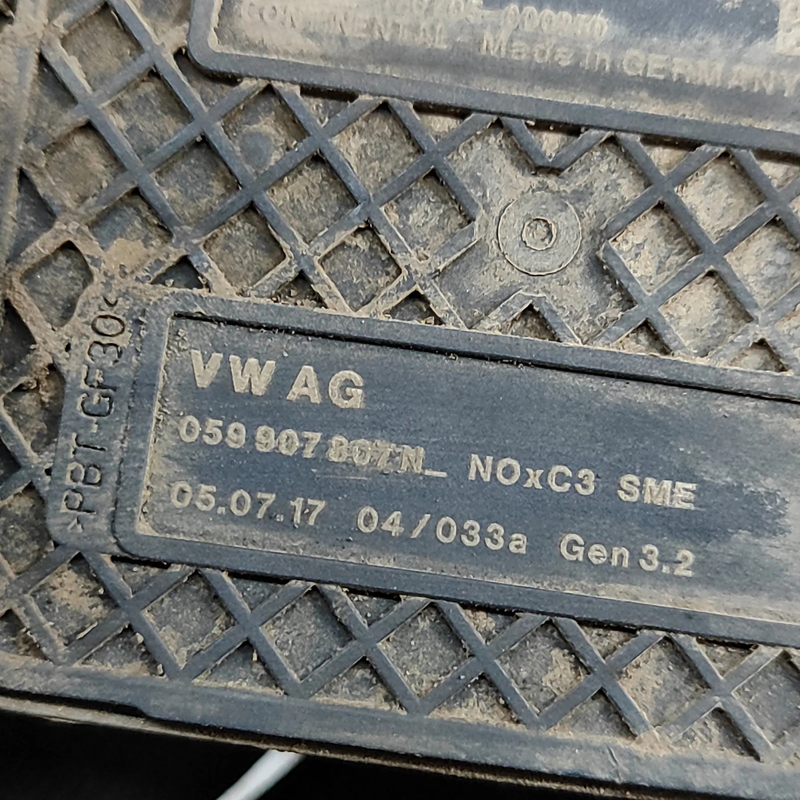 CONTINENTAL Made in GERMANY
>PBT-GF30<
VW AG
059 907 807N_ NOxC3 SME
05.07.17 04/033a Gen 3.2